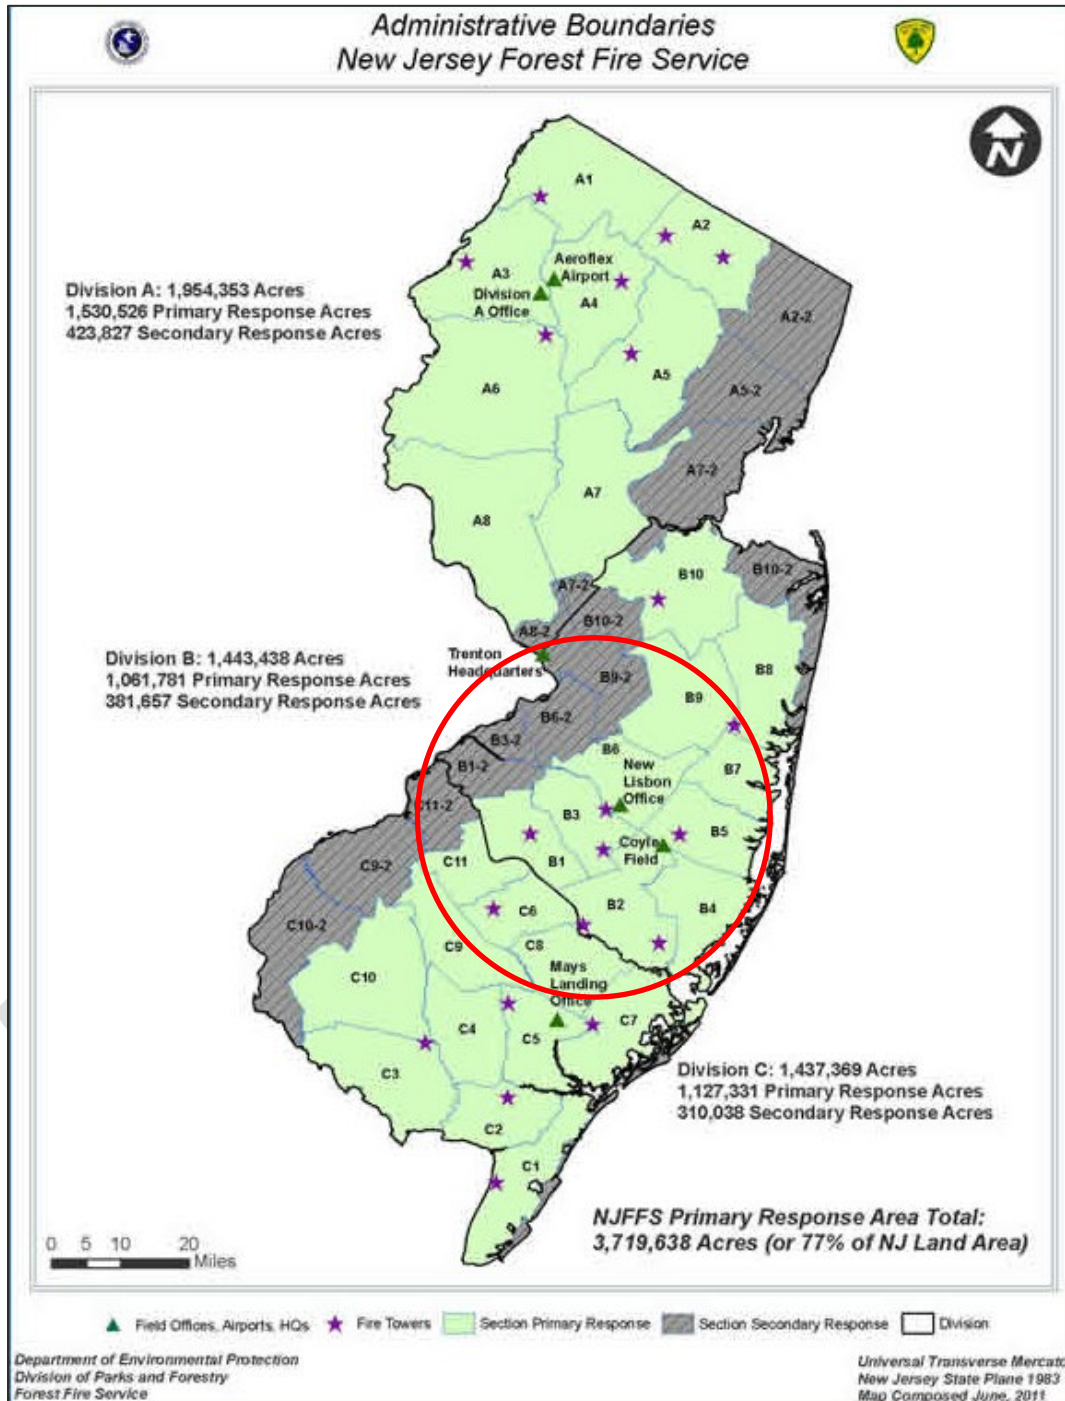 Administrative Boundaries
New Jersey Forest Fire Service
N
A1
A2
Aeroflex
Airport
A3
Division
A Office
A4
Division A: 1,954,353 Acres
1,530,526 Primary Response Acres
423,827 Secondary Response Acres
A2-2
A5
A6
A5-2
A7-2
A7
A8
B10
B10-2
A7-2
B10-2
A8-2
Trenton
Headquarters
Division B: 1,443,438 Acres
1,061,781 Primary Response Acres
381,657 Secondary Response Acres
B8
B9-2
B9
B6-2
B3-2
B6
B1-2
New
Lisbon
Office
B7
C11-2
B3
Coyle
Field
B5
C9-2
C11
B1
C6
B2
B4
C10-2
C9
C8
Mays
Landing
Office
C10
C4
C5
C7
C3
Division C: 1,437,369 Acres
1,127,331 Primary Response Acres
310,038 Secondary Response Acres
C2
C1
NJFFS Primary Response Area Total:
3,719,638 Acres (or 77% of NJ Land Area)
0 5 10 20
Miles
Field Offices, Airports, HQs Fire Towers Section Primary Response Section Secondary Response Division
Department of Environmental Protection
Division of Parks and Forestry
Forest Fire Service
Universal Transverse Mercato
New Jersey State Plane 1983
Map Composed June, 2011